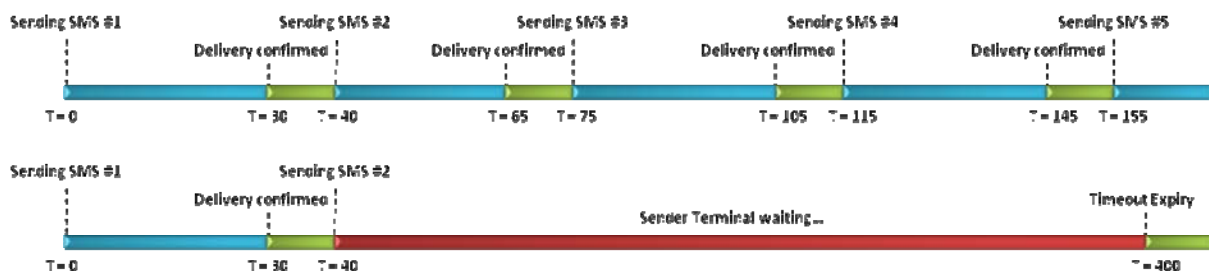 Sending SMS #1 Sending SMS #2 Sending SMS #3 Sending SMS #4 Sending SMS #5
Delivery confirmed Delivery confirmed Delivery confirmed Delivery confirmed
T = 0 T = 30 T = 40 T = 65 T = 75 T = 105 T = 115 T = 145 T = 155
Sending SMS #1 Sending SMS #2
Delivery confirmed Timeout Expiry
Sender Terminal waiting...
T = 0 T = 30 T = 40 T = 400